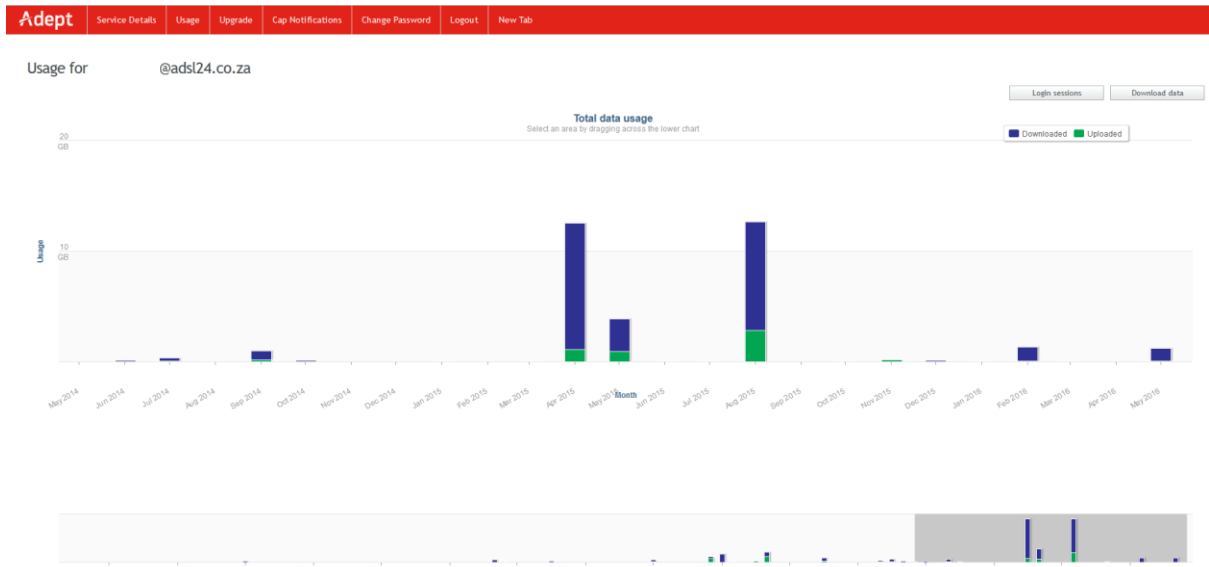 Adept Service Details Usage Upgrade Cap Notifications Change Password Logout New Tab
Usage for @adsl24.co.za
Login sessions Download data
Total data usage
Select an area by dragging across the lower chart
Downloaded Uploaded
20
GB
10
GB
Usage
May 2014 Jun 2014 Jul 2014 Aug 2014 Sep 2014 Oct 2014 Nov 2014 Dec 2014 Jan 2015 Feb 2015 Mar 2015 Apr 2015 May 2015 Jun 2015 Jul 2015 Aug 2015 Sep 2015 Oct 2015 Nov 2015 Dec 2015 Jan 2016 Feb 2016 Mar 2016 Apr 2016 May 2016
Month